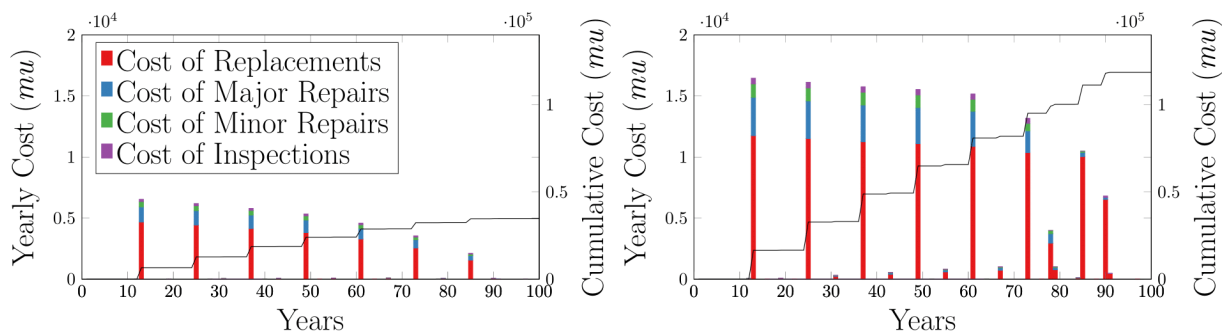 ·10⁴ ·10⁵
2
1.5
1
0.5
0
Yearly Cost (mu)
Cost of Replacements
Cost of Major Repairs
Cost of Minor Repairs
Cost of Inspections
1
0.5
0
Cumulative Cost (mu)
0 10 20 30 40 50 60 70 80 90 100
Years
·10⁴ ·10⁵
2
1.5
1
0.5
0
Yearly Cost (mu)
1
0.5
0
Cumulative Cost (mu)
0 10 20 30 40 50 60 70 80 90 100
Years